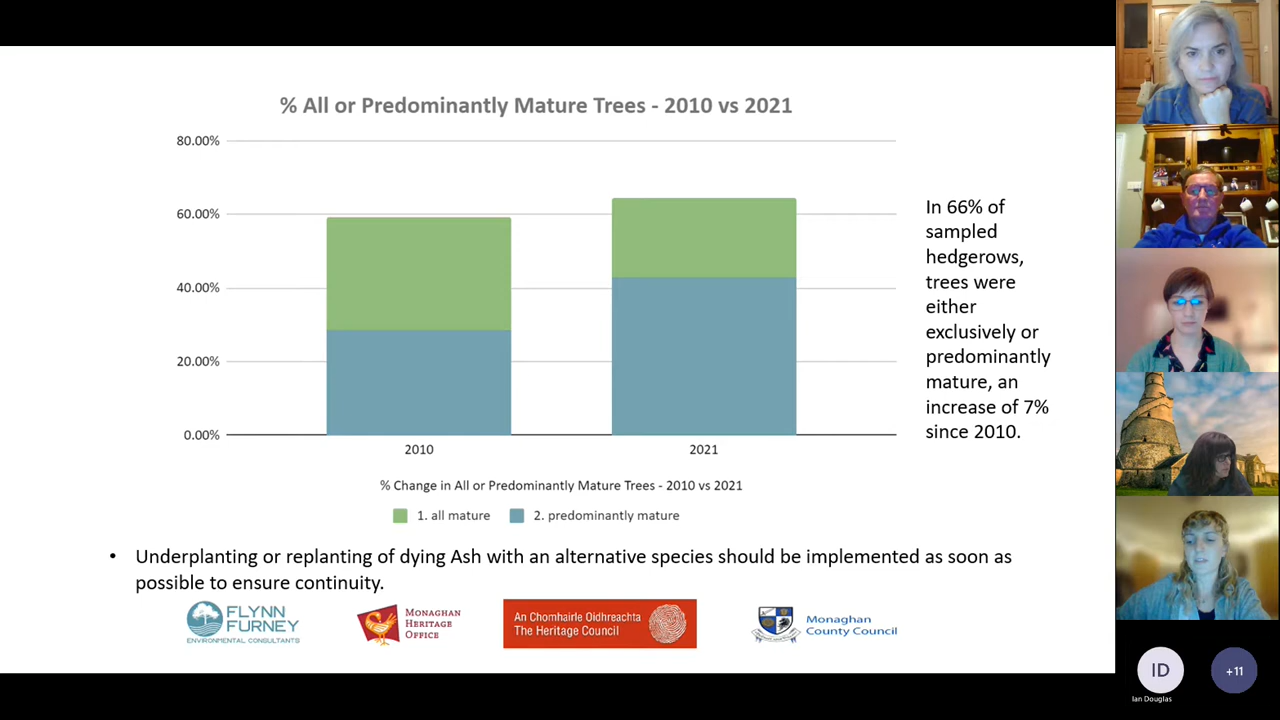 % All or Predominantly Mature Trees - 2010 vs 2021
80.00%
60.00%
40.00%
20.00%
0.00%
2010
2021
% Change in All or Predominantly Mature Trees - 2010 vs 2021
1. all mature
2. predominantly mature
In 66% of
sampled
hedgerows,
trees were
either
exclusively or
predominantly
mature, an
increase of 7%
since 2010.
• Underplanting or replanting of dying Ash with an alternative species should be implemented as soon as
possible to ensure continuity.
FLYNN
FURNEY
ENVIRONMENTAL CONSULTANTS
MONAGHAN
HERITAGE
OFFICE
An Chomhairle Oidhreachta
The Heritage Council
Monaghan
County Council
ID
Ian Douglas
+11